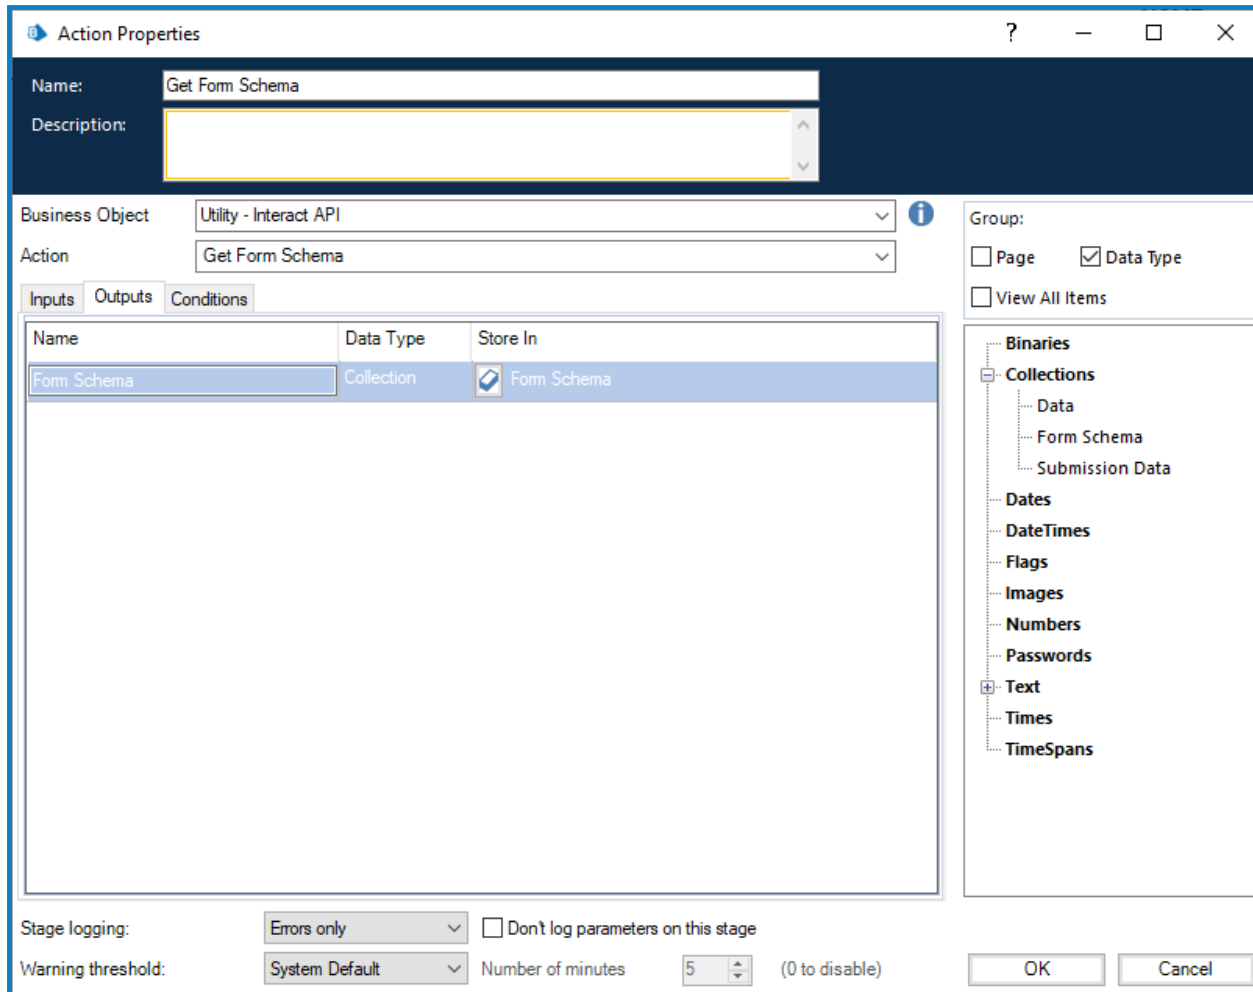 Action Properties
?
Name:
Get Form Schema
Description:
Business Object
Utility - Interact API
Action
Get Form Schema
Inputs
Outputs
Conditions
Name
Data Type
Store In
Form Schema
Collection
Form Schema
Group:
Page
Data Type
View All Items
Binaries
Collections
Data
Form Schema
Submission Data
Dates
DateTimes
Flags
Images
Numbers
Passwords
Text
Times
TimeSpans
Stage logging:
Errors only
Don't log parameters on this stage
Warning threshold:
System Default
Number of minutes
5
(0 to disable)
OK
Cancel